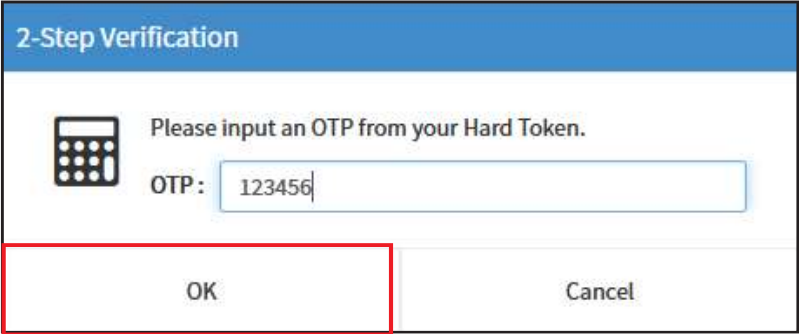 2-Step Verification
Please input an OTP from your Hard Token.
OTP : 123456
OK Cancel